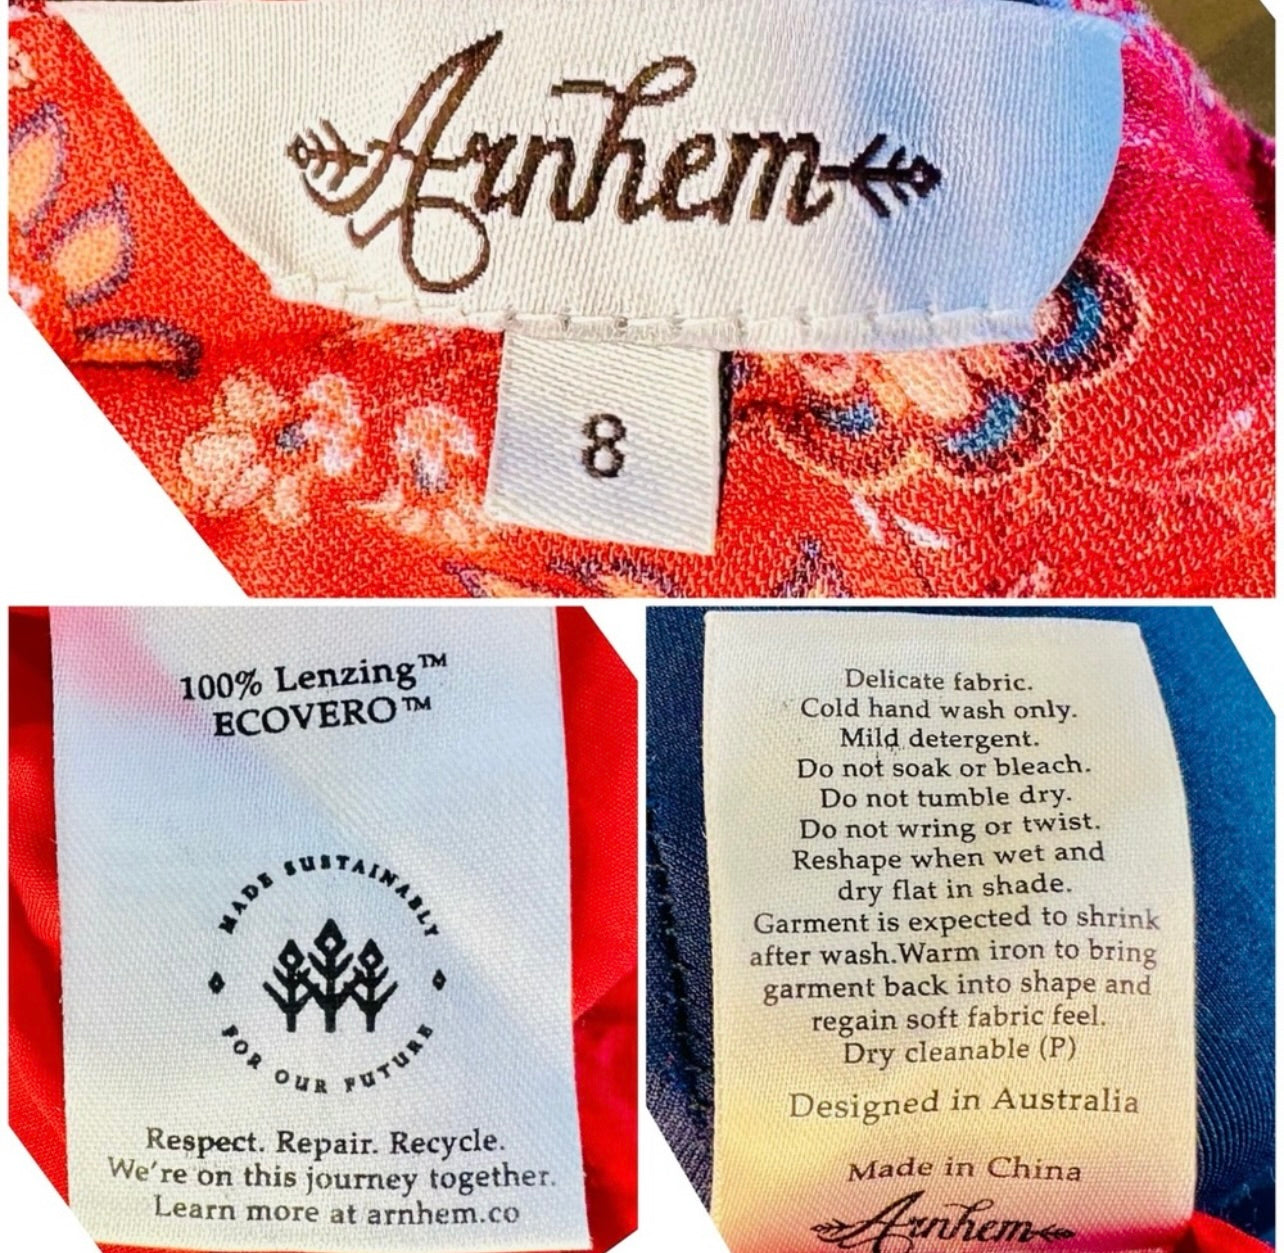 Arnhem
8
100% Lenzing™
ECOVERO™
MADE SUSTAINABLY
FOR OUR FUTURE
Respect. Repair. Recycle.
We're on this journey together.
Learn more at arnhem.co
Delicate fabric.
Cold hand wash only.
Mild detergent.
Do not soak or bleach.
Do not tumble dry.
Do not wring or twist.
Reshape when wet and
dry flat in shade.
Garment is expected to shrink
after wash.Warm iron to bring
garment back into shape and
regain soft fabric feel.
Dry cleanable (P)
Designed in Australia
Made in China
Arnhem